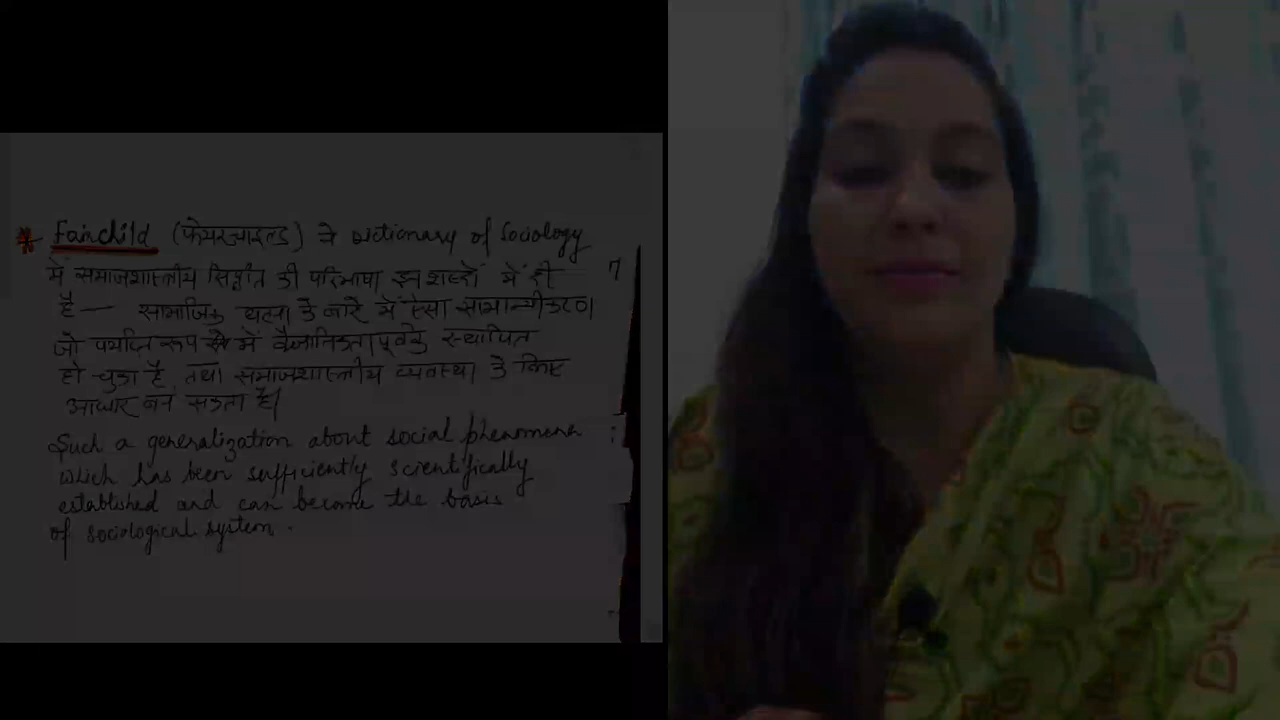 * Fairchild (फेयरचाइल्ड) ने Dictionary of Sociology
में समाजशास्त्रीय सिद्धांत की परिभाषा इन शब्दों में दी
है — सामाजिक घटना के बारे में ऐसा सामान्यीकरण
जो पर्याप्त रूप से में वैज्ञानिकतापूर्वक स्थापित
हो चुका है तथा समाजशास्त्रीय व्यवस्था के लिए
आधार बन सकता है।
Such a generalization about social phenomena
which has been sufficiently scientifically
established and can become the basis
of sociological system.